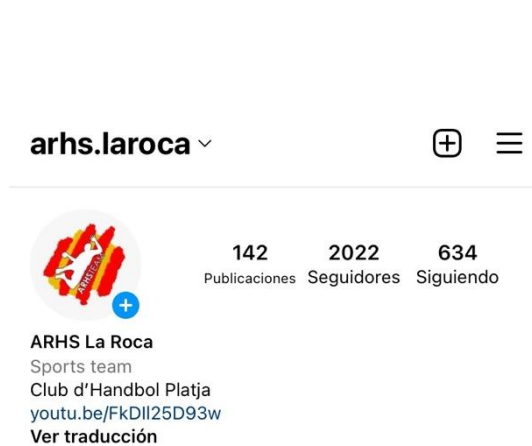 arhs.laroca
142 2022 634
Publicaciones Seguidores Siguiendo
ARHSTEAM
ARHS La Roca
Sports team
Club d'Handbol Platja
youtu.be/FkDIl25D93w
Ver traducción